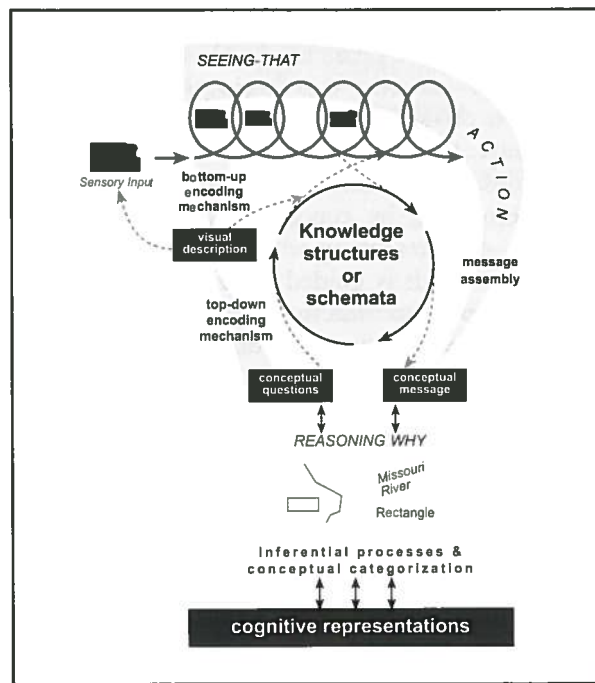 SEEING-THAT
ACTION
Sensory Input
bottom-up
encoding
mechanism
visual
description
Knowledge
structures
or
schemata
message
assembly
top-down
encoding
mechanism
conceptual
questions
conceptual
message
REASONING WHY
Missouri
River
Rectangle
Inferential processes &
conceptual categorization
cognitive representations